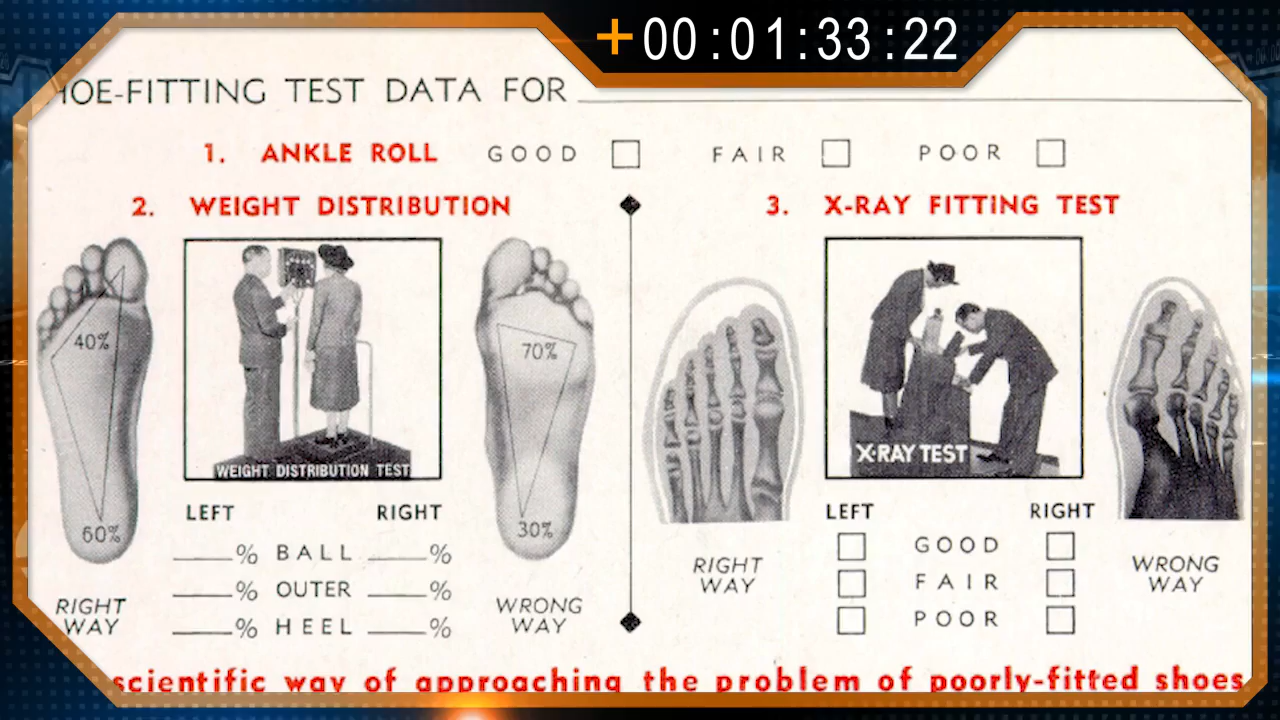 +00:01:33:22
HOE-FITTING TEST DATA FOR
1. ANKLE ROLL GOOD FAIR POOR
2. WEIGHT DISTRIBUTION
40%
60%
RIGHT WAY
WEIGHT DISTRIBUTION TEST
70%
30%
WRONG WAY
LEFT RIGHT
% BALL %
% OUTER %
% HEEL %
3. X-RAY FITTING TEST
RIGHT WAY
X-RAY TEST
WRONG WAY
LEFT RIGHT
GOOD
FAIR
POOR
scientific way of approaching the problem of poorly-fitted shoes